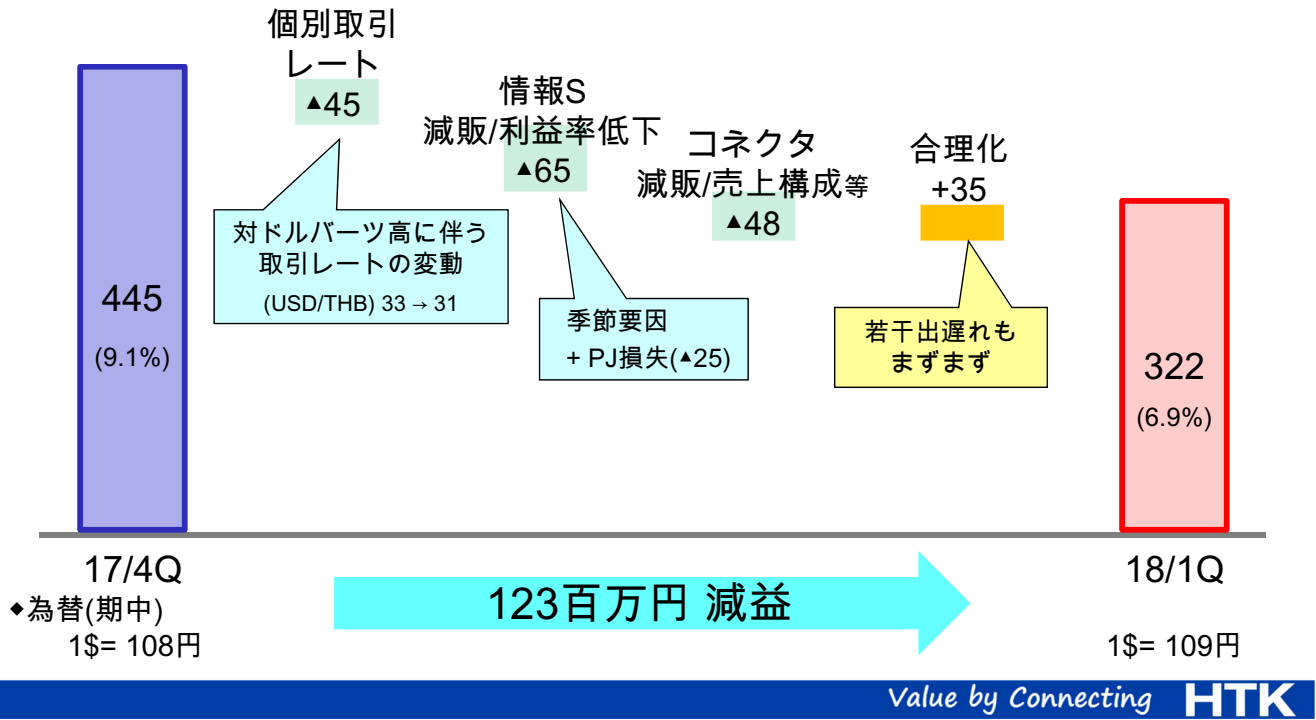 個別取引
レート
▲45
情報S
減販/利益率低下
▲65
コネクタ
減販/売上構成等
▲48
合理化
+35
対ドルバーツ高に伴う
取引レートの変動
(USD/THB) 33→31
季節要因
+ PJ損失(▲25)
若干出遅れも
まずまず
445
(9.1%)
322
(6.9%)
17/4Q
18/1Q
123百万円 減益
◆為替(期中)
1$= 108円
1$= 109円
Value by Connecting HTK